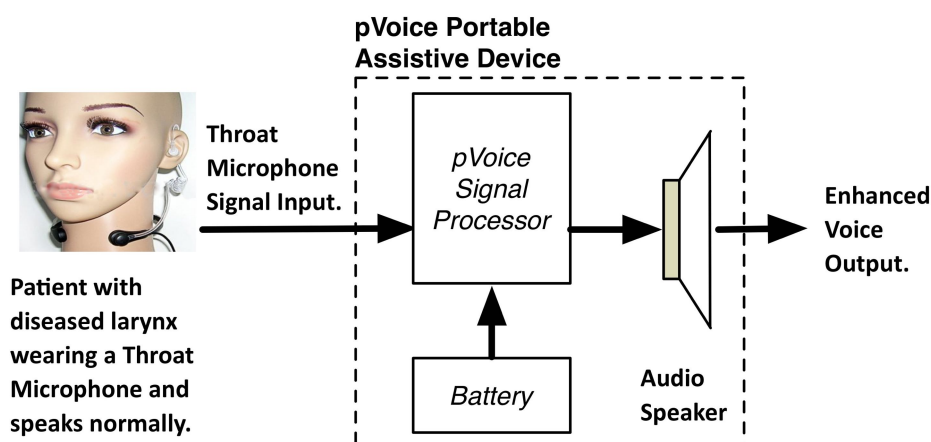 pVoice Portable
Assistive Device
Throat
Microphone
Signal Input.
pVoice
Signal
Processor
Enhanced
Voice
Output.
Patient with
diseased larynx
wearing a Throat
Microphone and
speaks normally.
Battery
Audio
Speaker